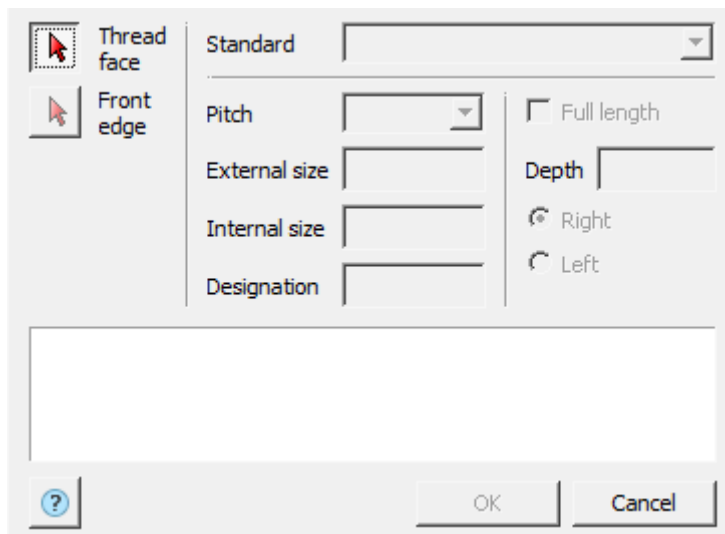 Thread
face
Front
edge
Standard
Pitch
External size
Internal size
Designation
Full length
Depth
Right
Left
?
OK
Cancel